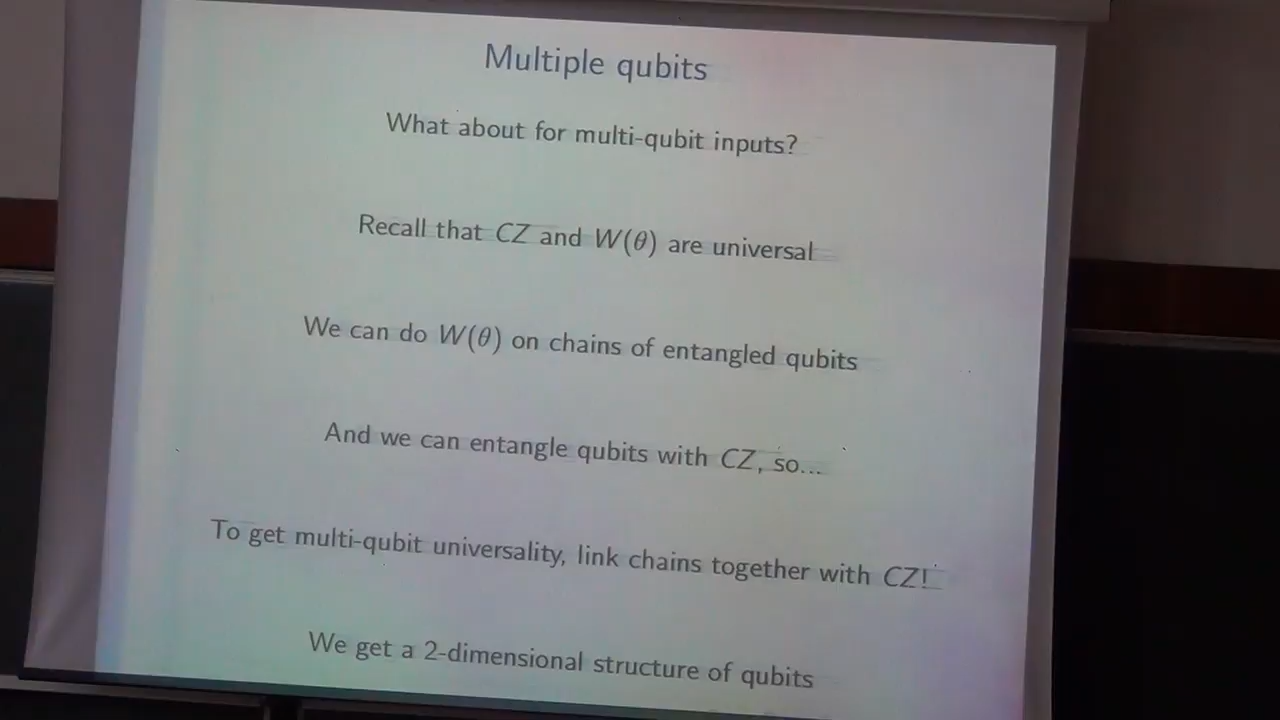 Multiple qubits
What about for multi-qubit inputs?
Recall that CZ and W(θ) are universal
We can do W(θ) on chains of entangled qubits
And we can entangle qubits with CZ, so...
To get multi-qubit universality, link chains together with CZ!
We get a 2-dimensional structure of qubits